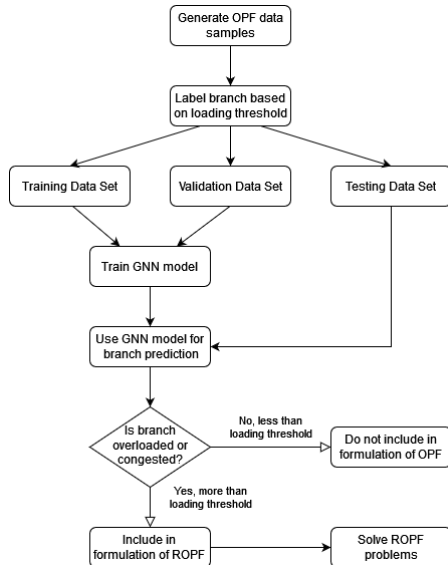 Generate OPF data
samples
Label branch based
on loading threshold
Training Data Set
Validation Data Set
Testing Data Set
Train GNN model
Use GNN model for
branch prediction
Is branch
overloaded or
congested?
No, less than
loading threshold
Do not include in
formulation of OPF
Yes, more than
loading threshold
Include in
formulation of ROPF
Solve ROPF
problems